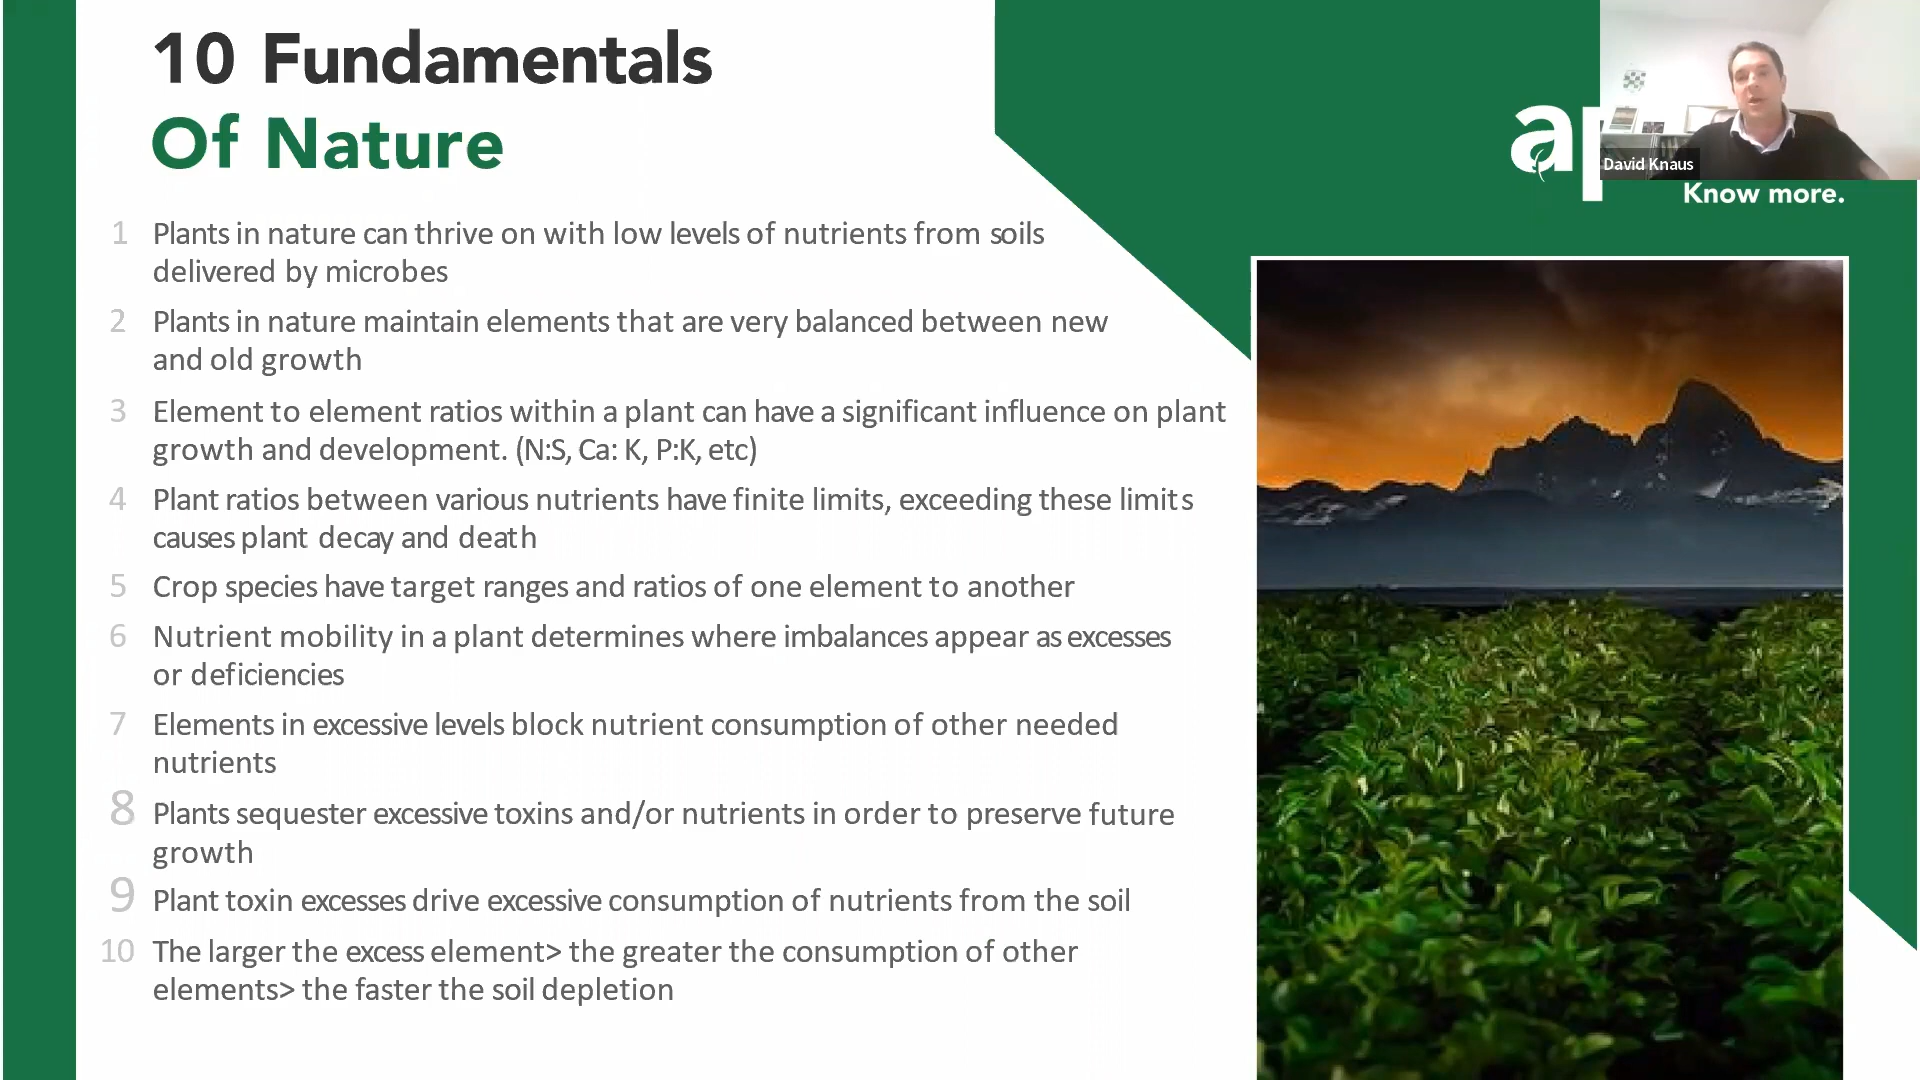 10 Fundamentals
Of Nature
ap
David Knaus
Know more.
1 Plants in nature can thrive on with low levels of nutrients from soils
delivered by microbes
2 Plants in nature maintain elements that are very balanced between new
and old growth
3 Element to element ratios within a plant can have a significant influence on plant
growth and development. (N:S, Ca: K, P:K, etc)
4 Plant ratios between various nutrients have finite limits, exceeding these limits
causes plant decay and death
5 Crop species have target ranges and ratios of one element to another
6 Nutrient mobility in a plant determines where imbalances appear as excesses
or deficiencies
7 Elements in excessive levels block nutrient consumption of other needed
nutrients
8 Plants sequester excessive toxins and/or nutrients in order to preserve future
growth
9 Plant toxin excesses drive excessive consumption of nutrients from the soil
10 The larger the excess element> the greater the consumption of other
elements> the faster the soil depletion